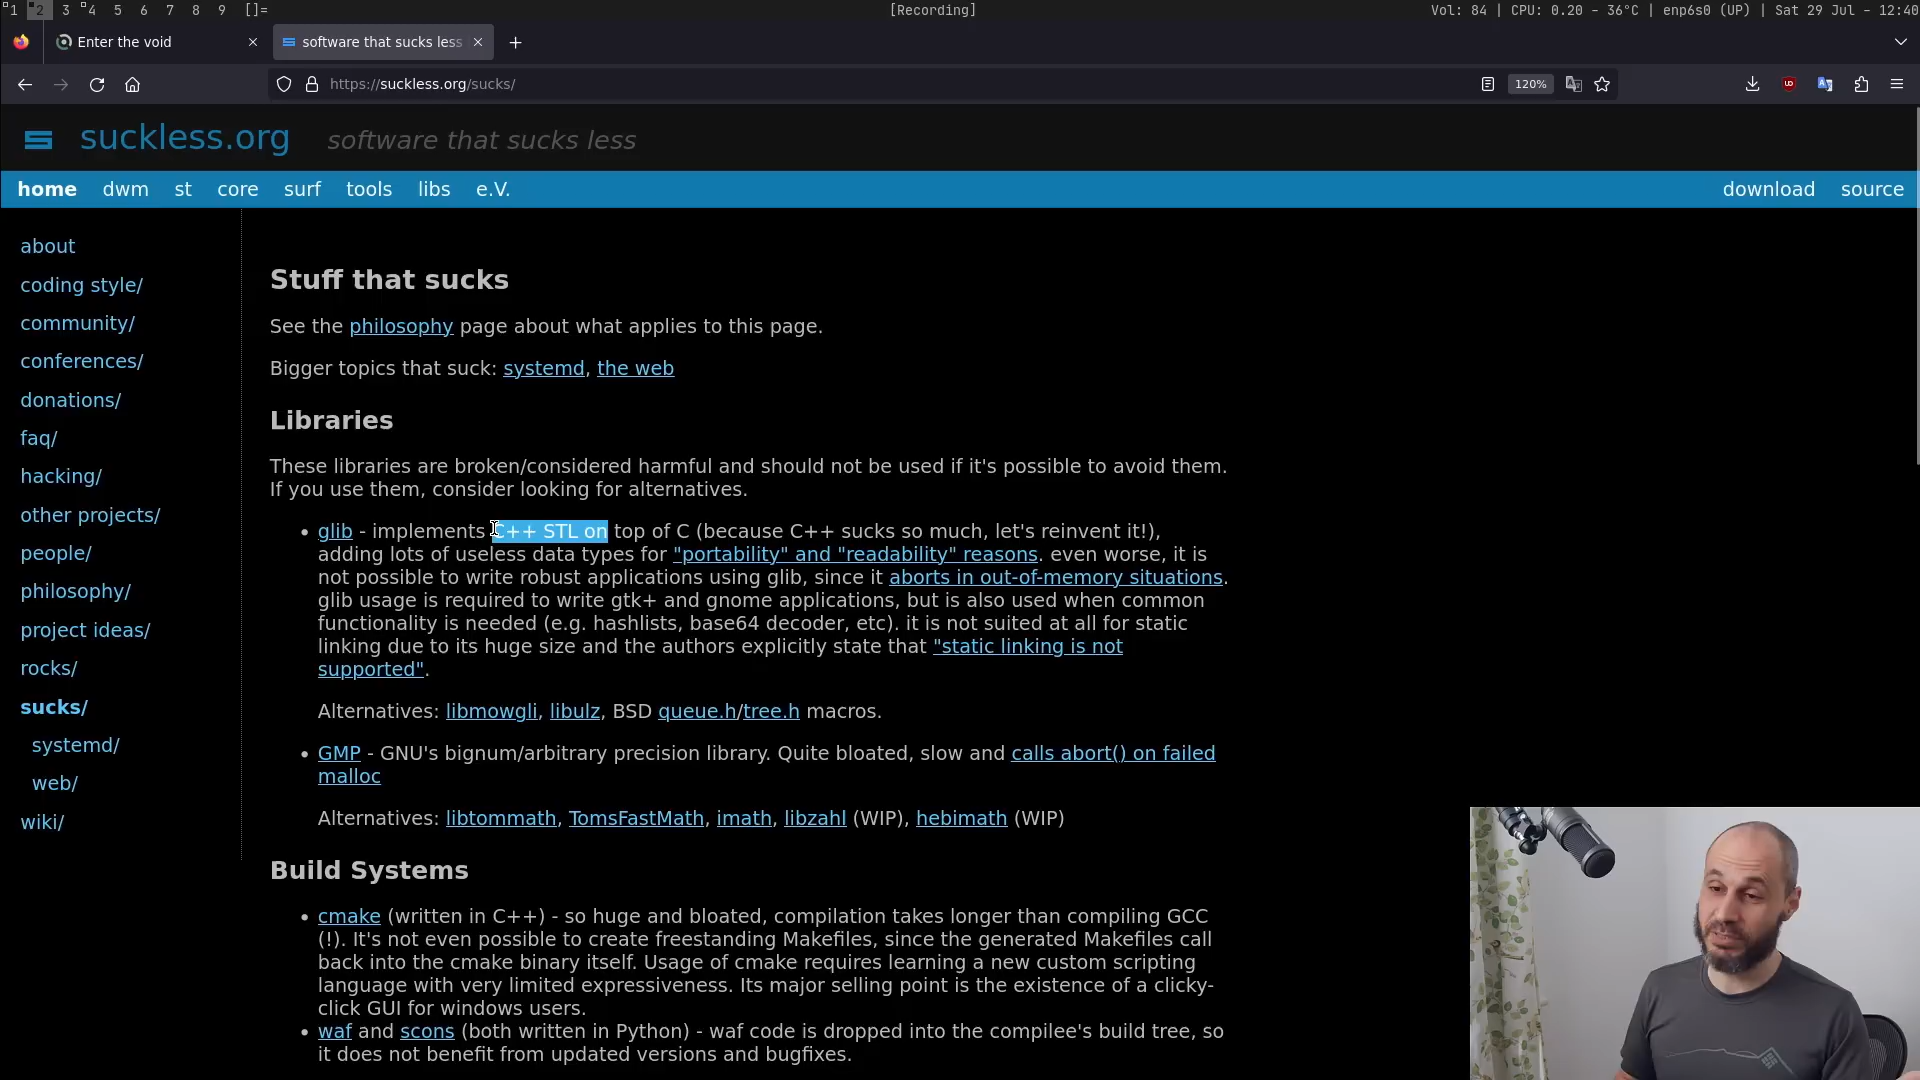 1 2 3 4 5 6 7 8 9 []= [Recording] Vol: 84 | CPU: 0.20 - 36°C | enp6s0 (UP) | Sat 29 Jul - 12:40
Enter the void software that sucks less
https://suckless.org/sucks/ 120%
suckless.org software that sucks less
home dwm st core surf tools libs e.V. download source
about
coding style/
community/
conferences/
donations/
faq/
hacking/
other projects/
people/
philosophy/
project ideas/
rocks/
sucks/
systemd/
web/
wiki/
Stuff that sucks
See the philosophy page about what applies to this page.
Bigger topics that suck: systemd, the web
Libraries
These libraries are broken/considered harmful and should not be used if it's possible to avoid them.
If you use them, consider looking for alternatives.
• glib - implements C++ STL on top of C (because C++ sucks so much, let's reinvent it!),
adding lots of useless data types for "portability" and "readability" reasons. even worse, it is
not possible to write robust applications using glib, since it aborts in out-of-memory situations.
glib usage is required to write gtk+ and gnome applications, but is also used when common
functionality is needed (e.g. hashlists, base64 decoder, etc). it is not suited at all for static
linking due to its huge size and the authors explicitly state that "static linking is not
supported".
Alternatives: libmowgli, libulz, BSD queue.h/tree.h macros.
• GMP - GNU's bignum/arbitrary precision library. Quite bloated, slow and calls abort() on failed
malloc
Alternatives: libtommath, TomsFastMath, imath, libzahl (WIP), hebimath (WIP)
Build Systems
• cmake (written in C++) - so huge and bloated, compilation takes longer than compiling GCC
(!). It's not even possible to create freestanding Makefiles, since the generated Makefiles call
back into the cmake binary itself. Usage of cmake requires learning a new custom scripting
language with very limited expressiveness. Its major selling point is the existence of a clicky-
click GUI for windows users.
• waf and scons (both written in Python) - waf code is dropped into the compilee's build tree, so
it does not benefit from updated versions and bugfixes.